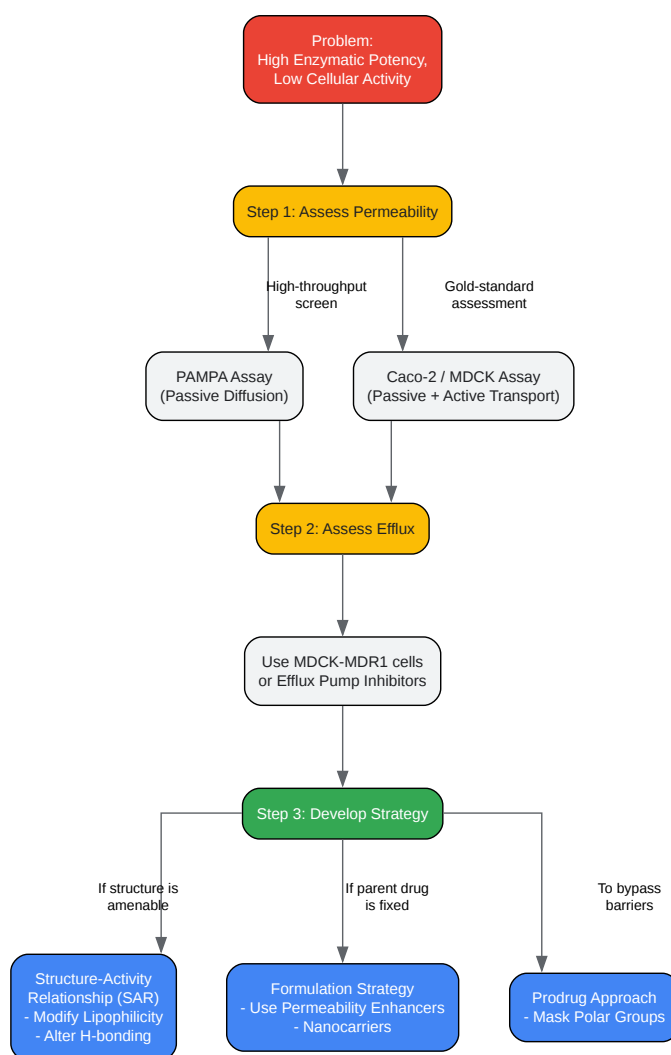 Problem:
High Enzymatic Potency,
Low Cellular Activity
Step 1: Assess Permeability
High-throughput
screen
Gold-standard
assessment
PAMPA Assay
(Passive Diffusion)
Caco-2 / MDCK Assay
(Passive + Active Transport)
Step 2: Assess Efflux
Use MDCK-MDR1 cells
or Efflux Pump Inhibitors
Step 3: Develop Strategy
If structure is
amenable
If parent drug
is fixed
To bypass
barriers
Structure-Activity
Relationship (SAR)
- Modify Lipophilicity
- Alter H-bonding
Formulation Strategy
- Use Permeability Enhancers
- Nanocarriers
Prodrug Approach
- Mask Polar Groups